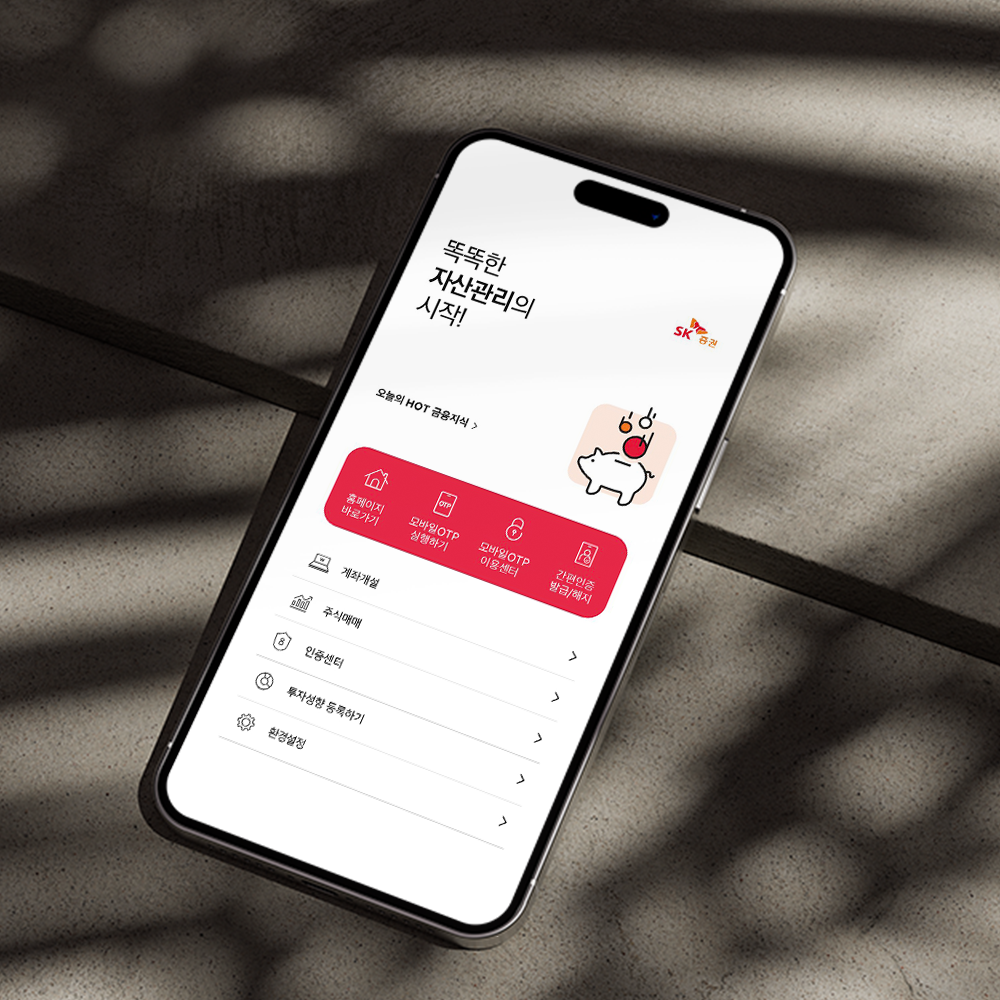 똑똑한
자산관리의
시작!
SK 증권
오늘의 HOT 금융지식 >
홈페이지
바로가기
OTP
모바일OTP
실행하기
모바일OTP
이용센터
간편인증
발급/해지
계좌개설
주식매매
8
인증센터
투자성향 등록하기
환경설정